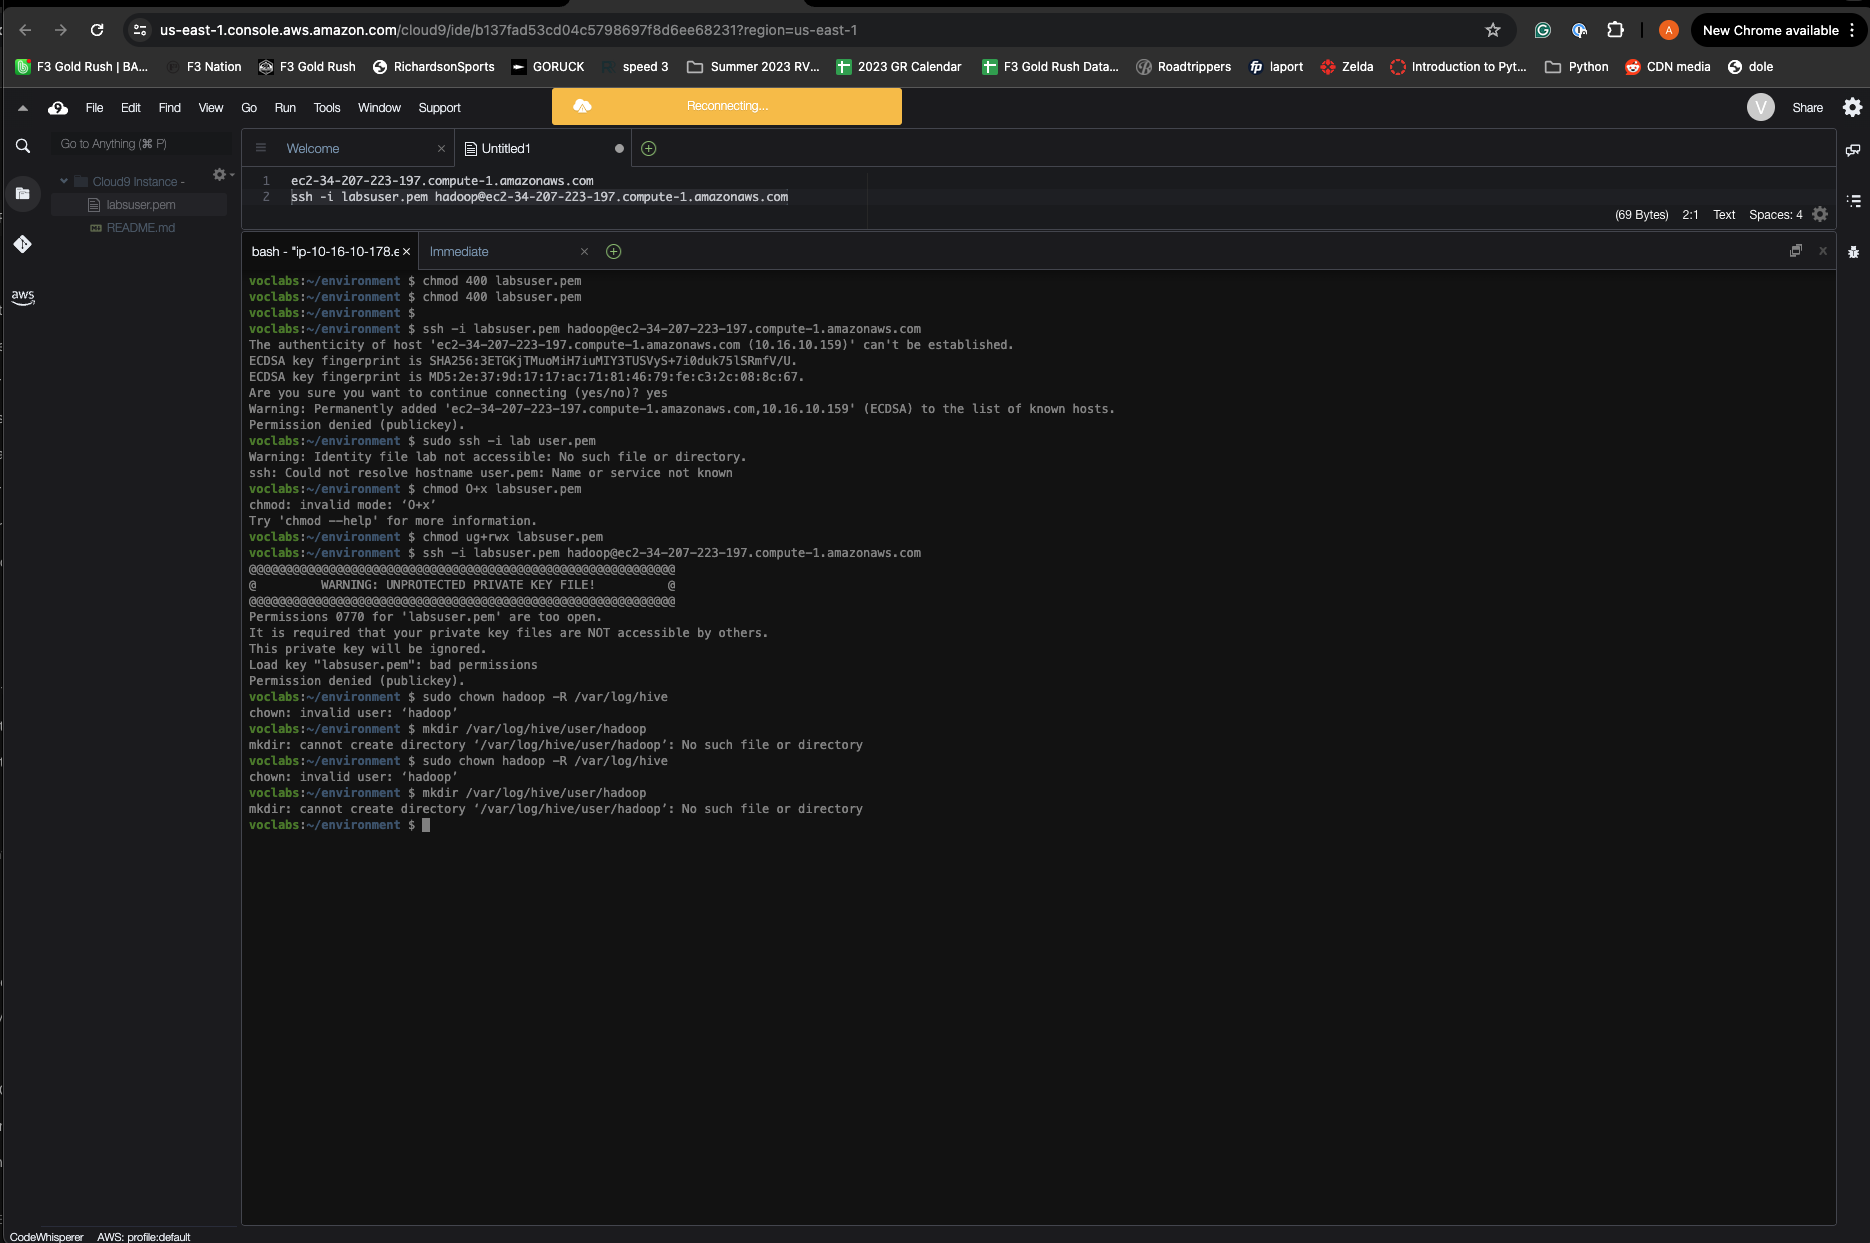 us-east-1.console.aws.amazon.com/cloud9/ide/b137fad53cd04c5798697f8d6ee68231?region=us-east-1
A
New Chrome available
F3 Gold Rush | BA...
F3 Nation
F3 Gold Rush
RichardsonSports
GORUCK
speed 3
Summer 2023 RV...
2023 GR Calendar
F3 Gold Rush Data...
Roadtrippers
fp laport
Zelda
Introduction to Pyt...
Python
CDN media
dole
9 File Edit Find View Go Run Tools Window Support
Reconnecting...
V Share
Go to Anything (⌘ P)
Welcome
Untitled1
Cloud9 Instance -
labsuser.pem
README.md
aws
1 ec2-34-207-223-197.compute-1.amazonaws.com
2 ssh -i labsuser.pem hadoop@ec2-34-207-223-197.compute-1.amazonaws.com
(69 Bytes) 2:1 Text Spaces: 4
bash - "ip-10-16-10-178.e
Immediate
voclabs:~/environment $ chmod 400 labsuser.pem
voclabs:~/environment $ chmod 400 labsuser.pem
voclabs:~/environment $
voclabs:~/environment $ ssh -i labsuser.pem hadoop@ec2-34-207-223-197.compute-1.amazonaws.com
The authenticity of host 'ec2-34-207-223-197.compute-1.amazonaws.com (10.16.10.159)' can't be established.
ECDSA key fingerprint is SHA256:3ETGKjTMuoMiH7iuMIY3TUSVyS+7i0duk75lSRmfV/U.
ECDSA key fingerprint is MD5:2e:37:9d:17:17:ac:71:81:46:79:fe:c3:2c:08:8c:67.
Are you sure you want to continue connecting (yes/no)? yes
Warning: Permanently added 'ec2-34-207-223-197.compute-1.amazonaws.com,10.16.10.159' (ECDSA) to the list of known hosts.
Permission denied (publickey).
voclabs:~/environment $ sudo ssh -i lab user.pem
Warning: Identity file lab not accessible: No such file or directory.
ssh: Could not resolve hostname user.pem: Name or service not known
voclabs:~/environment $ chmod O+x labsuser.pem
chmod: invalid mode: ‘O+x’
Try 'chmod --help' for more information.
voclabs:~/environment $ chmod ug+rwx labsuser.pem
voclabs:~/environment $ ssh -i labsuser.pem hadoop@ec2-34-207-223-197.compute-1.amazonaws.com
@@@@@@@@@@@@@@@@@@@@@@@@@@@@@@@@@@@@@@@@@@@@@@@@@@@@@@@@@@@
@         WARNING: UNPROTECTED PRIVATE KEY FILE!          @
@@@@@@@@@@@@@@@@@@@@@@@@@@@@@@@@@@@@@@@@@@@@@@@@@@@@@@@@@@@
Permissions 0770 for 'labsuser.pem' are too open.
It is required that your private key files are NOT accessible by others.
This private key will be ignored.
Load key "labsuser.pem": bad permissions
Permission denied (publickey).
voclabs:~/environment $ sudo chown hadoop -R /var/log/hive
chown: invalid user: ‘hadoop’
voclabs:~/environment $ mkdir /var/log/hive/user/hadoop
mkdir: cannot create directory ‘/var/log/hive/user/hadoop’: No such file or directory
voclabs:~/environment $ sudo chown hadoop -R /var/log/hive
chown: invalid user: ‘hadoop’
voclabs:~/environment $ mkdir /var/log/hive/user/hadoop
mkdir: cannot create directory ‘/var/log/hive/user/hadoop’: No such file or directory
voclabs:~/environment $
CodeWhisperer AWS: profile:default